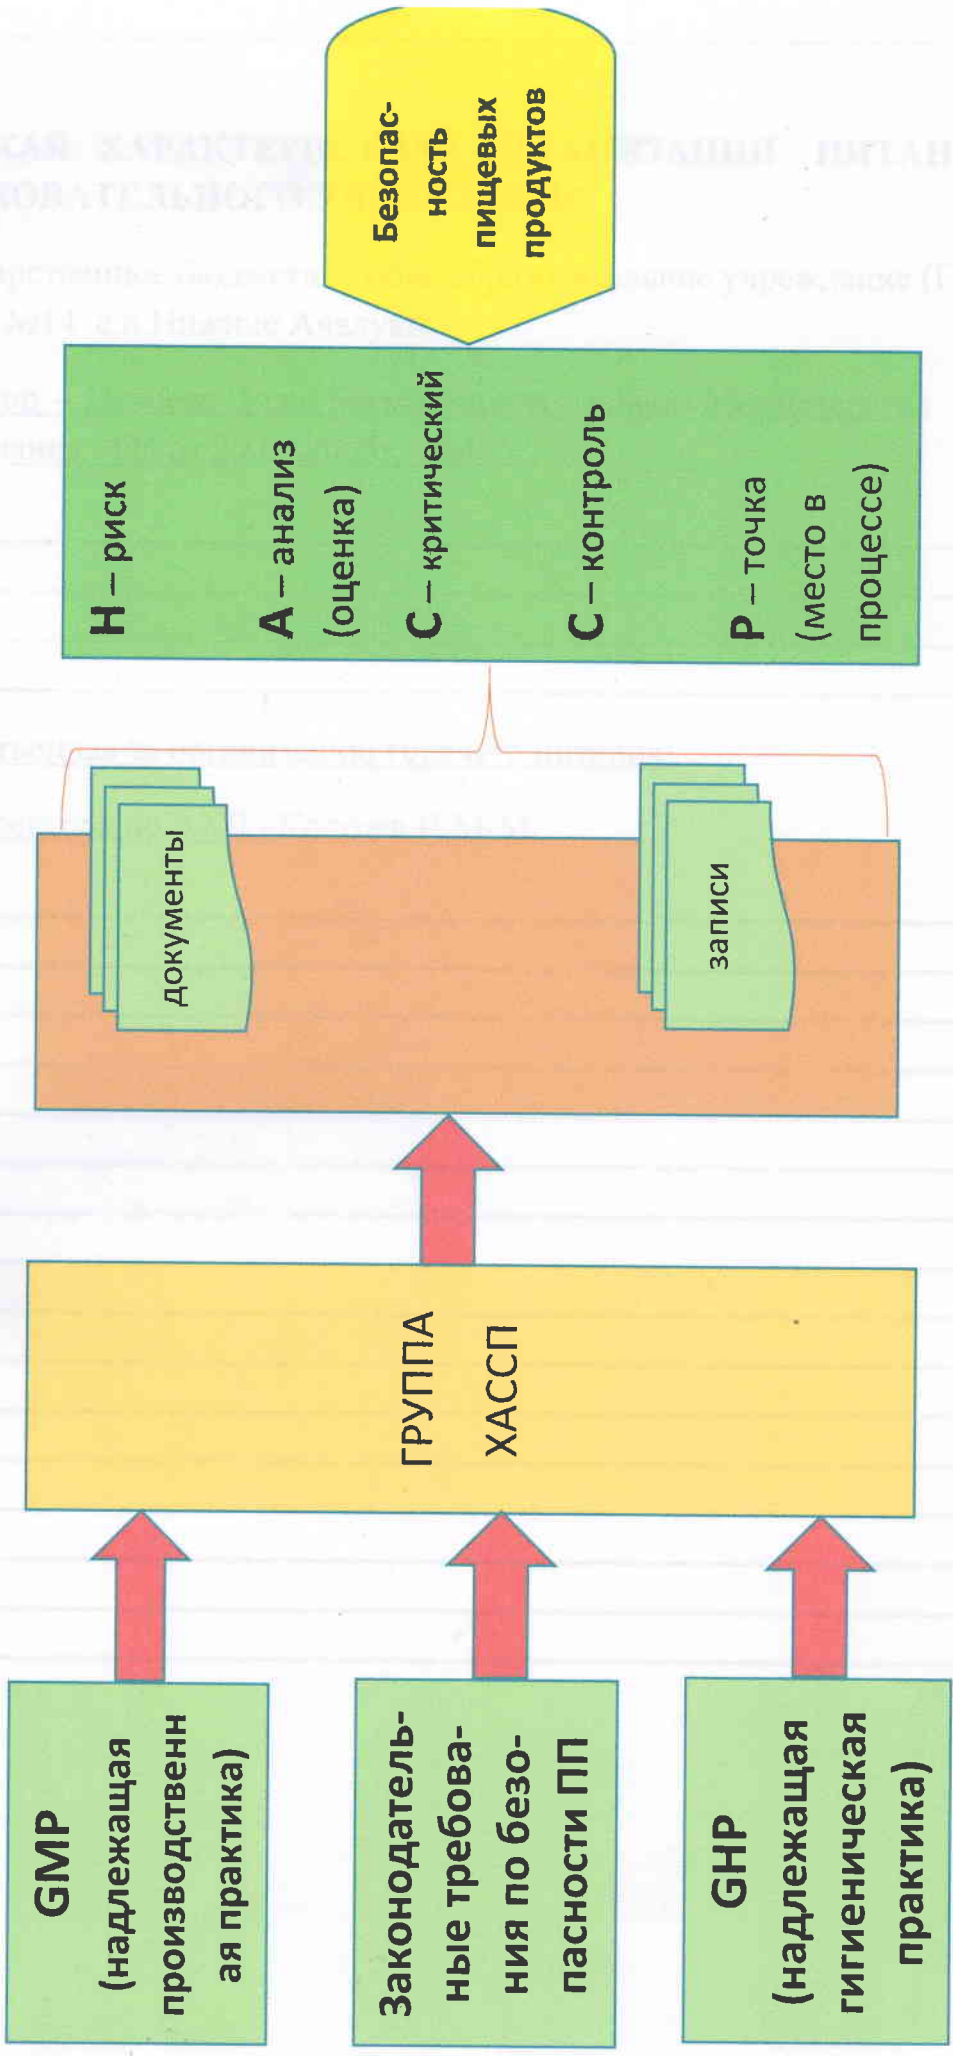 GMP
(надлежащая
производственн
ая практика)
Законодатель-
ные требова-
ния по безо-
пасности ПП
GHP
(надлежащая
гигиеническая
практика)
ГРУППА
ХАССП
документы
записи
H – риск
A – анализ
(оценка)
C – критический
C – контроль
P – точка
(место в
процессе)
Безопас-
ность
пищевых
продуктов